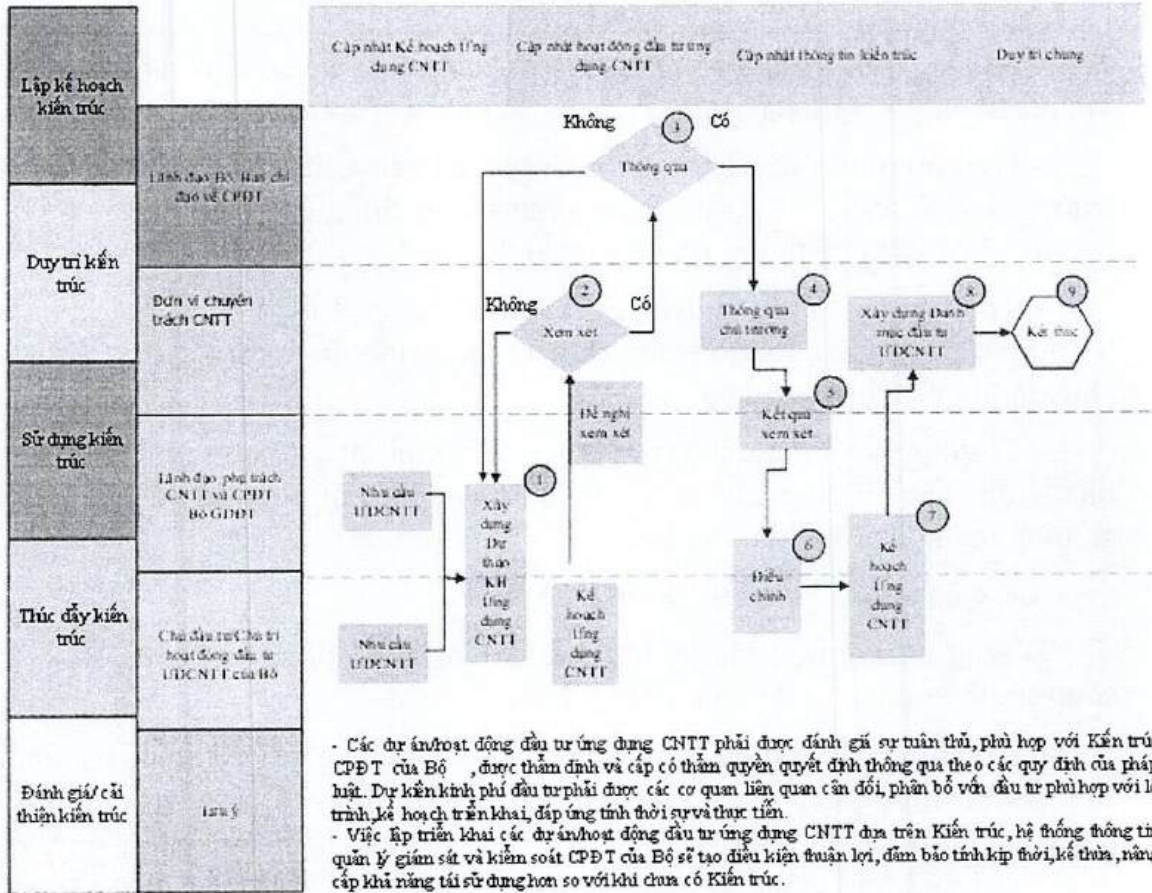 Lập kế hoạch
kiến trúc
Duy trì kiến
trúc
Sử dụng kiến
trúc
Thúc đẩy kiến
trúc
Đánh giá/cải
thiện kiến trúc
Lãnh đạo Bộ, Ban chỉ
đạo về CPĐT
Đơn vị chuyên
trách CNTT
Lãnh đạo phụ trách
CNTT và CPĐT
Bộ GDĐT
Chủ đầu tư/Chủ trì
hoạt động đầu tư
ƯDCNTT của Bộ
Lưu ý
Cập nhật Kế hoạch Ứng
dụng CNTT
Cập nhật hoạt động đầu tư ứng
dụng CNTT
Cập nhật thông tin kiến trúc
Duy trì chung
Không
3
Có
Thông qua
Không
2
Có
Xem xét
4
Thông qua
chủ trương
8
Xây dựng Danh
mục đầu tư
ƯDCNTT
9
Kết thúc
Đề nghị
xem xét
5
Kết quả
xem xét
Nhu cầu
ƯDCNTT
Nhu cầu
ƯDCNTT
1
Xây
dựng
Dự
thảo
KH
Ứng
dụng
CNTT
Kế
hoạch
Ứng
dụng
CNTT
6
Điều
chỉnh
7
Kế
hoạch
Ứng
dụng
CNTT
- Các dự án/hoạt động đầu tư ứng dụng CNTT phải được đánh giá sự tuân thủ, phù hợp với Kiến trúc
CPĐT của Bộ , được thẩm định và cấp có thẩm quyền quyết định thông qua theo các quy định của pháp
luật. Dự kiến kinh phí đầu tư phải được các cơ quan liên quan cân đối, phân bổ vốn đầu tư phù hợp với lộ
trình, kế hoạch triển khai, đáp ứng tính thời sự và thực tiễn.
- Việc lập triển khai các dự án/hoạt động đầu tư ứng dụng CNTT dựa trên Kiến trúc, hệ thống thông tin
quản lý giám sát và kiểm soát CPĐT của Bộ sẽ tạo điều kiện thuận lợi, đảm bảo tính kịp thời, kế thừa, nâng
cấp khả năng tái sử dụng hơn so với khi chưa có Kiến trúc.